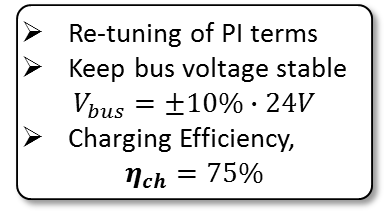 ➢ Re-tuning of PI terms
➢ Keep bus voltage stable
V_bus = ±10% · 24V
➢ Charging Efficiency,
η_ch = 75%